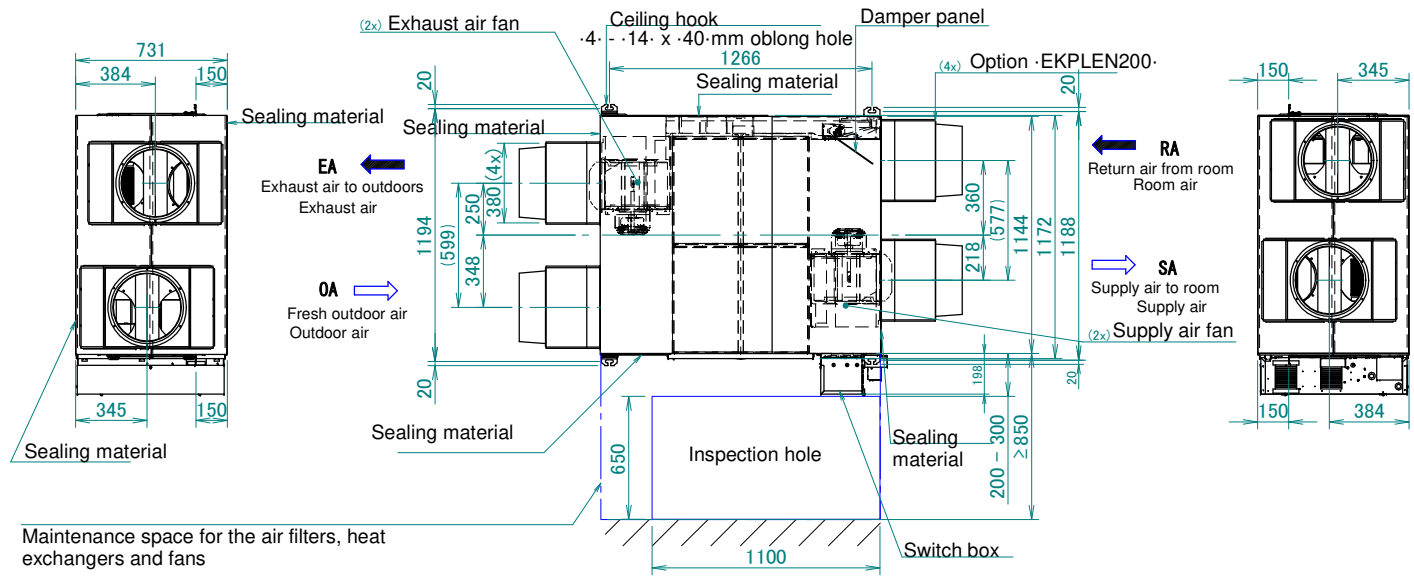 731
384
150
20
Sealing material
345
150
20
Sealing material
(2x) Exhaust air fan
Ceiling hook
·4· - ·14· x ·40·mm oblong hole
1266
Sealing material
Damper panel
(4x) Option ·EKPLEN200·
Sealing material
EA
Exhaust air to outdoors
Exhaust air
OA
Fresh outdoor air
Outdoor air
1194
(599)
250
348
380 (4x)
360
218
(577)
1144
1172
1188
20
RA
Return air from room
Room air
SA
Supply air to room
Supply air
(2x) Supply air fan
198
20
Sealing material
Sealing
material
650
Inspection hole
200 - 300
≥850
1100
Switch box
Maintenance space for the air filters, heat
exchangers and fans
150
345
150
384